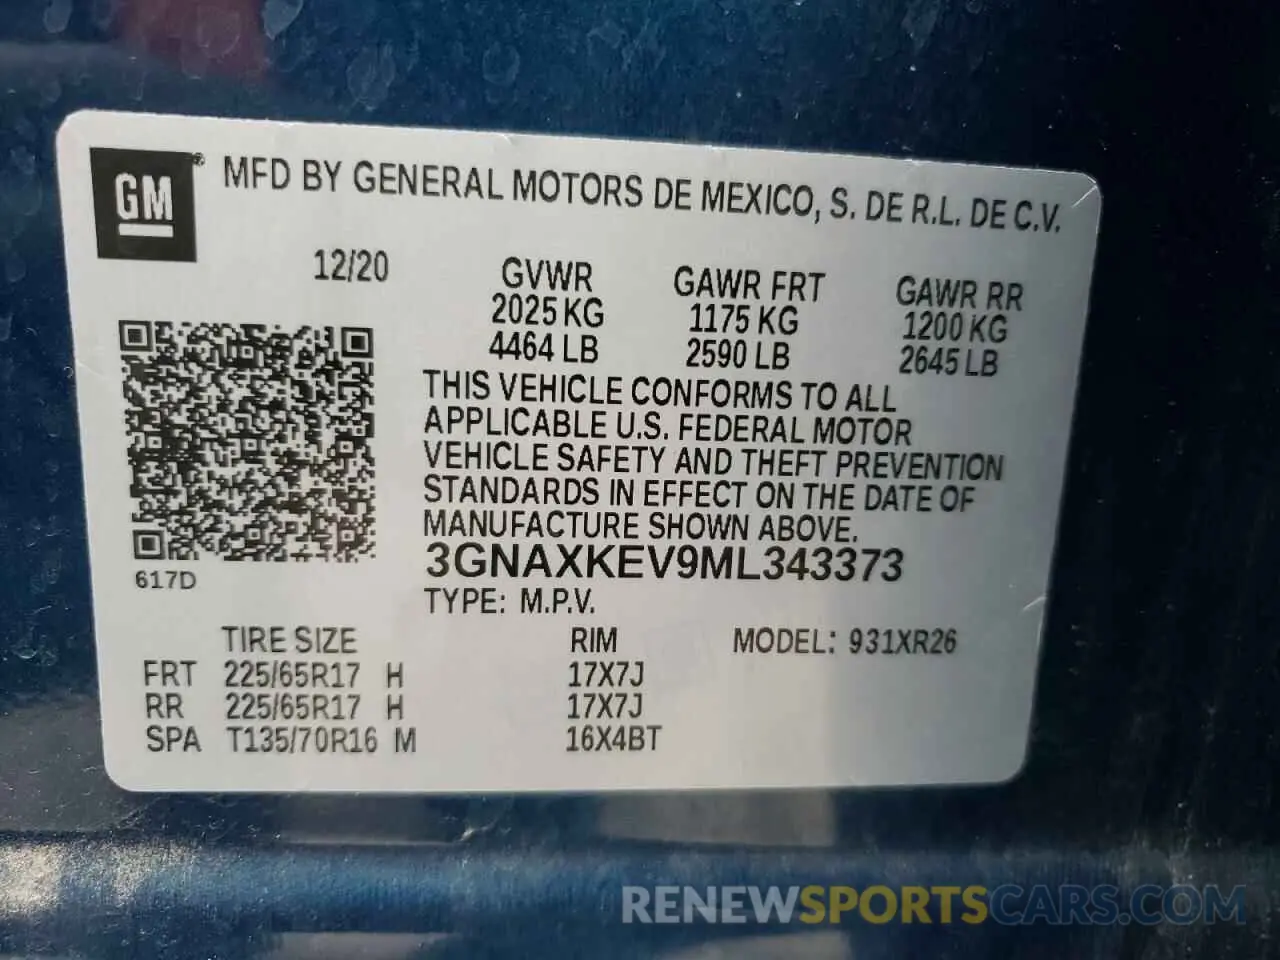 GM® MFD BY GENERAL MOTORS DE MEXICO, S. DE R.L. DE C.V.
12/20 GVWR GAWR FRT GAWR RR
2025 KG 1175 KG 1200 KG
4464 LB 2590 LB 2645 LB
THIS VEHICLE CONFORMS TO ALL
APPLICABLE U.S. FEDERAL MOTOR
VEHICLE SAFETY AND THEFT PREVENTION
STANDARDS IN EFFECT ON THE DATE OF
MANUFACTURE SHOWN ABOVE.
3GNAXKEV9ML343373
617D
TYPE: M.P.V.
TIRE SIZE RIM MODEL: 931XR26
FRT 225/65R17 H 17X7J
RR 225/65R17 H 17X7J
SPA T135/70R16 M 16X4BT
RENEWSPORTSCARS.COM